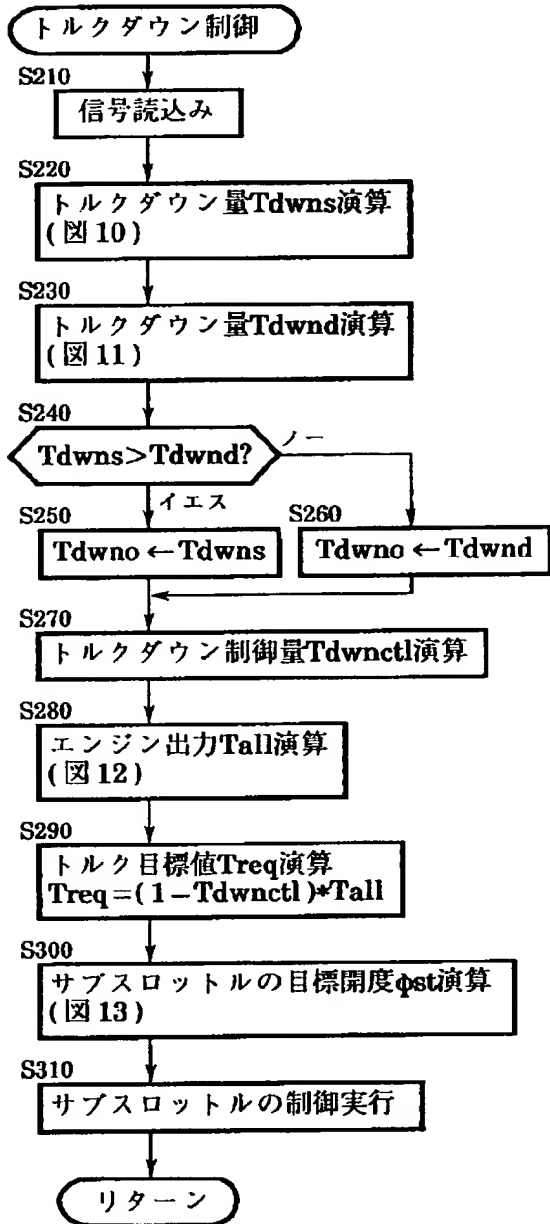 トルクダウン制御
S210
信号読込み
S220
トルクダウン量Tdwns演算
(図10)
S230
トルクダウン量Tdwnd演算
(図11)
S240
Tdwns>Tdwnd?
ノー
イエス
S250
Tdwno←Tdwns
S260
Tdwno←Tdwnd
S270
トルクダウン制御量Tdwnctl演算
S280
エンジン出力Tall演算
(図12)
S290
トルク目標値Treq演算
Treq=(1-Tdwnctl)*Tall
S300
サブスロットルの目標開度φst演算
(図13)
S310
サブスロットルの制御実行
リターン